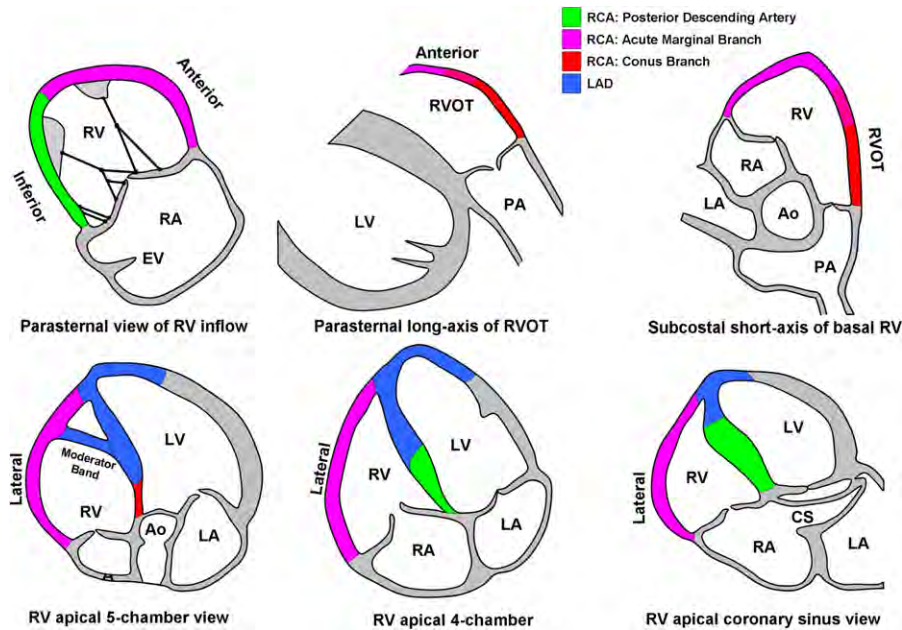 RCA: Posterior Descending Artery
RCA: Acute Marginal Branch
RCA: Conus Branch
LAD
Anterior
RV
Inferior
RA
EV
Parasternal view of RV inflow
Anterior
RVOT
LV
PA
Parasternal long-axis of RVOT
RV
RVOT
RA
LA
Ao
PA
Subcostal short-axis of basal RV
Lateral
LV
Moderator
Band
RV
Ao
LA
A
RV apical 5-chamber view
Lateral
LV
RV
LA
RA
RV apical 4-chamber
Lateral
LV
RV
CS
RA
LA
RV apical coronary sinus view